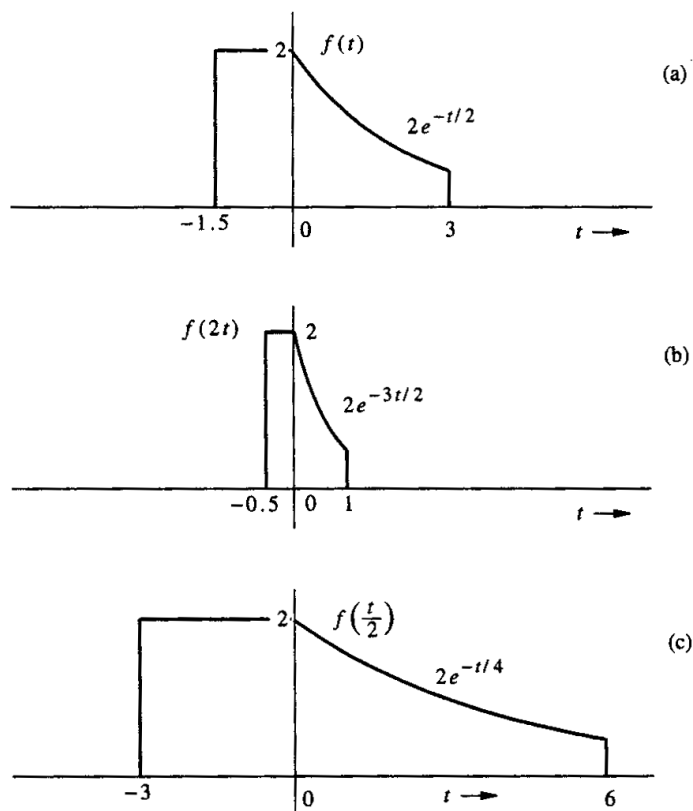 2 f(t)
(a)
2e^{-t/2}
-1.5 0 3 t →
f(2t) 2
(b)
2e^{-3t/2}
-0.5 0 1 t →
2 f(t/2)
(c)
2e^{-t/4}
-3 0 t → 6